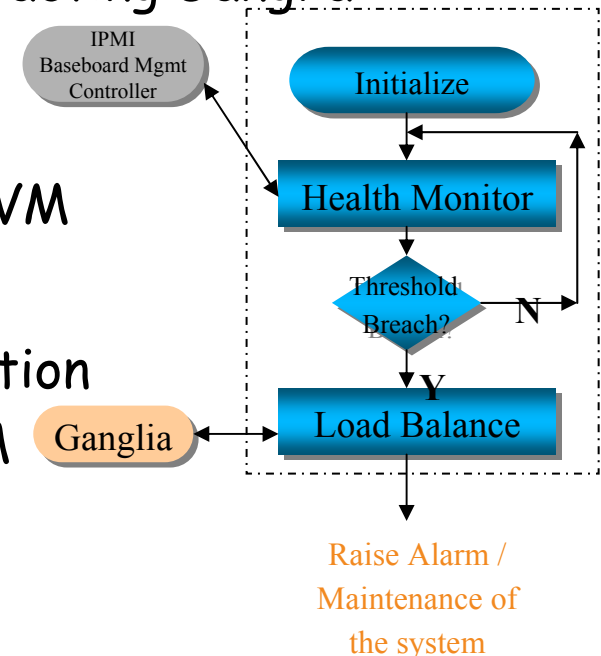 IPMI
Baseboard Mgmt
Controller
Initialize
Health Monitor
VM
Threshold
Breach?
N
Y
tion
Load Balance
Ganglia
Raise Alarm /
Maintenance of
the system